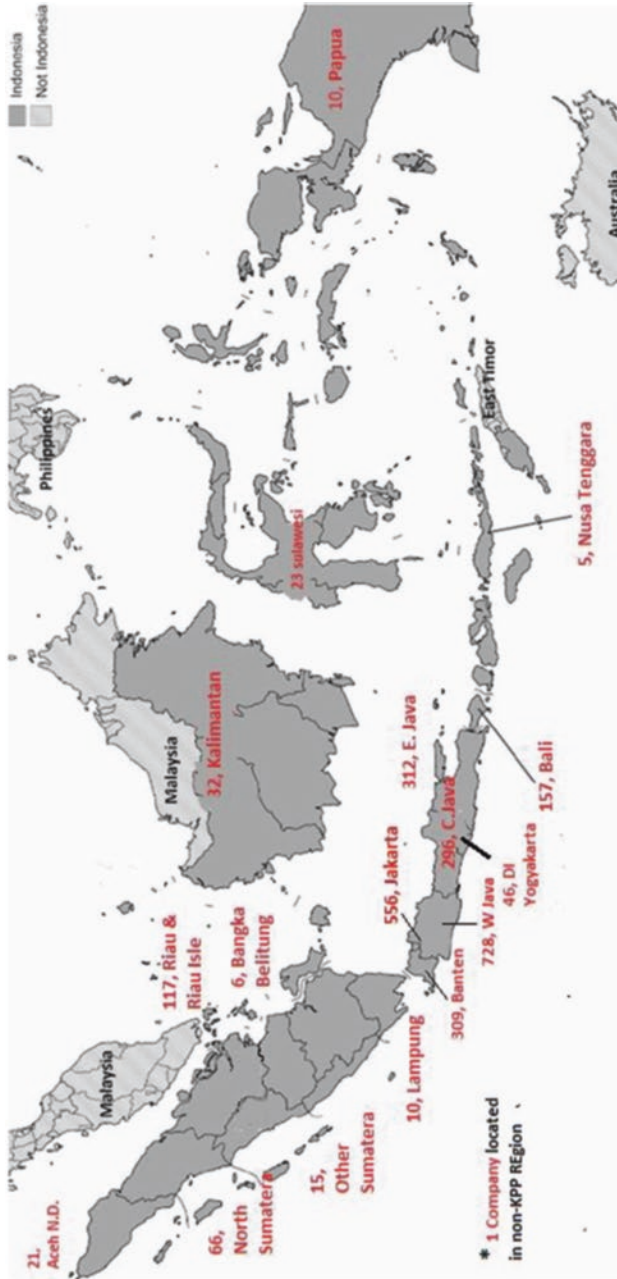 Indonesia
Not Indonesia
21,
Aceh N.D.
Malaysia
66,
North
Sumatera
117, Riau &
Riau Isle
6, Bangka
Belitung
15,
Other
Sumatera
10, Lampung
Malaysia
32, Kalimantan
Philippines
23 sulawesi
10, Papua
556, Jakarta
309, Banten
728, W Java
296, C.Java
312, E. Java
46, DI
Yogyakarta
157, Bali
5, Nusa Tenggara
East Timor
Australia
* 1 Company located
in non-KPP REgion